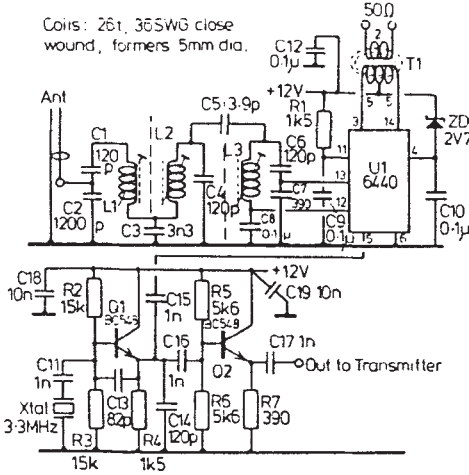 Coils: 26t, 36SWG close
wound, formers 5mm dia.
50Ω
2
T1
5 5
C12
0.1µ
+12V
R1
1k5
ZD
2V7
Ant
C1
120
p
L1
L2
C5 3.9p
L3
C6
120p
C4
120p
C7
390
C8
0.1µ
C9
0.1µ
C2
1200
p
C3
3n3
3
14
11
13
12
4
15
6
U1
6440
C10
0.1µ
+12V
C18
10n
R2
15k
Q1
BC549
C15
1n
R5
5k6
BC549
C19 10n
C16
1n
Q2
C17 1n
Out to Transmitter
C11
1n
Xtal
3.3MHz
C13
82p
R3
15k
R4
1k5
C14
120p
R6
5k6
R7
390